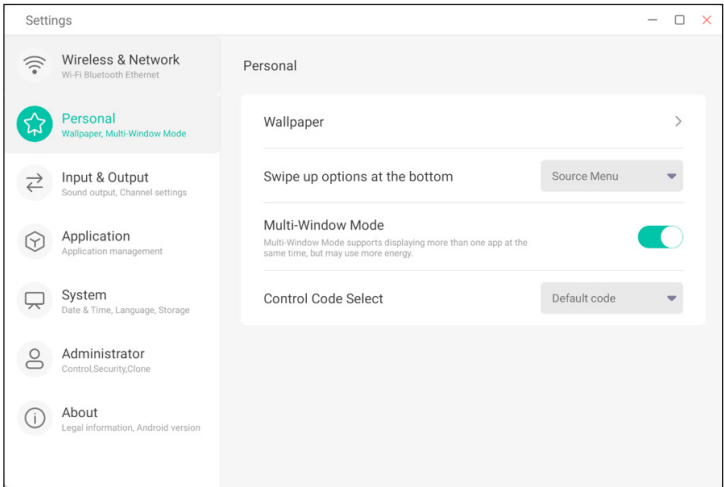 Settings
Wireless & Network
Wi-Fi Bluetooth Ethernet
Personal
Wallpaper, Multi-Window Mode
Input & Output
Sound output, Channel settings
Application
Application management
System
Date & Time, Language, Storage
Administrator
Control,Security,Clone
About
Legal information, Android version
Personal
Wallpaper
Swipe up options at the bottom
Source Menu
Multi-Window Mode
Multi-Window Mode supports displaying more than one app at the
same time, but may use more energy.
Control Code Select
Default code